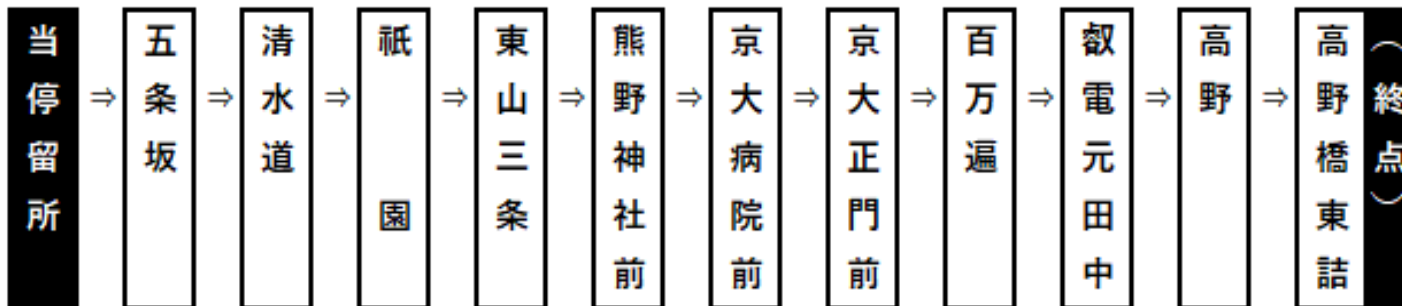 当停留所
⇒
五条坂
⇒
清水道
⇒
祇園
⇒
東山三条
⇒
熊野神社前
⇒
京大病院前
⇒
京大正門前
⇒
百万遍
⇒
叡電元田中
⇒
高野
⇒
高野橋東詰
（終点）